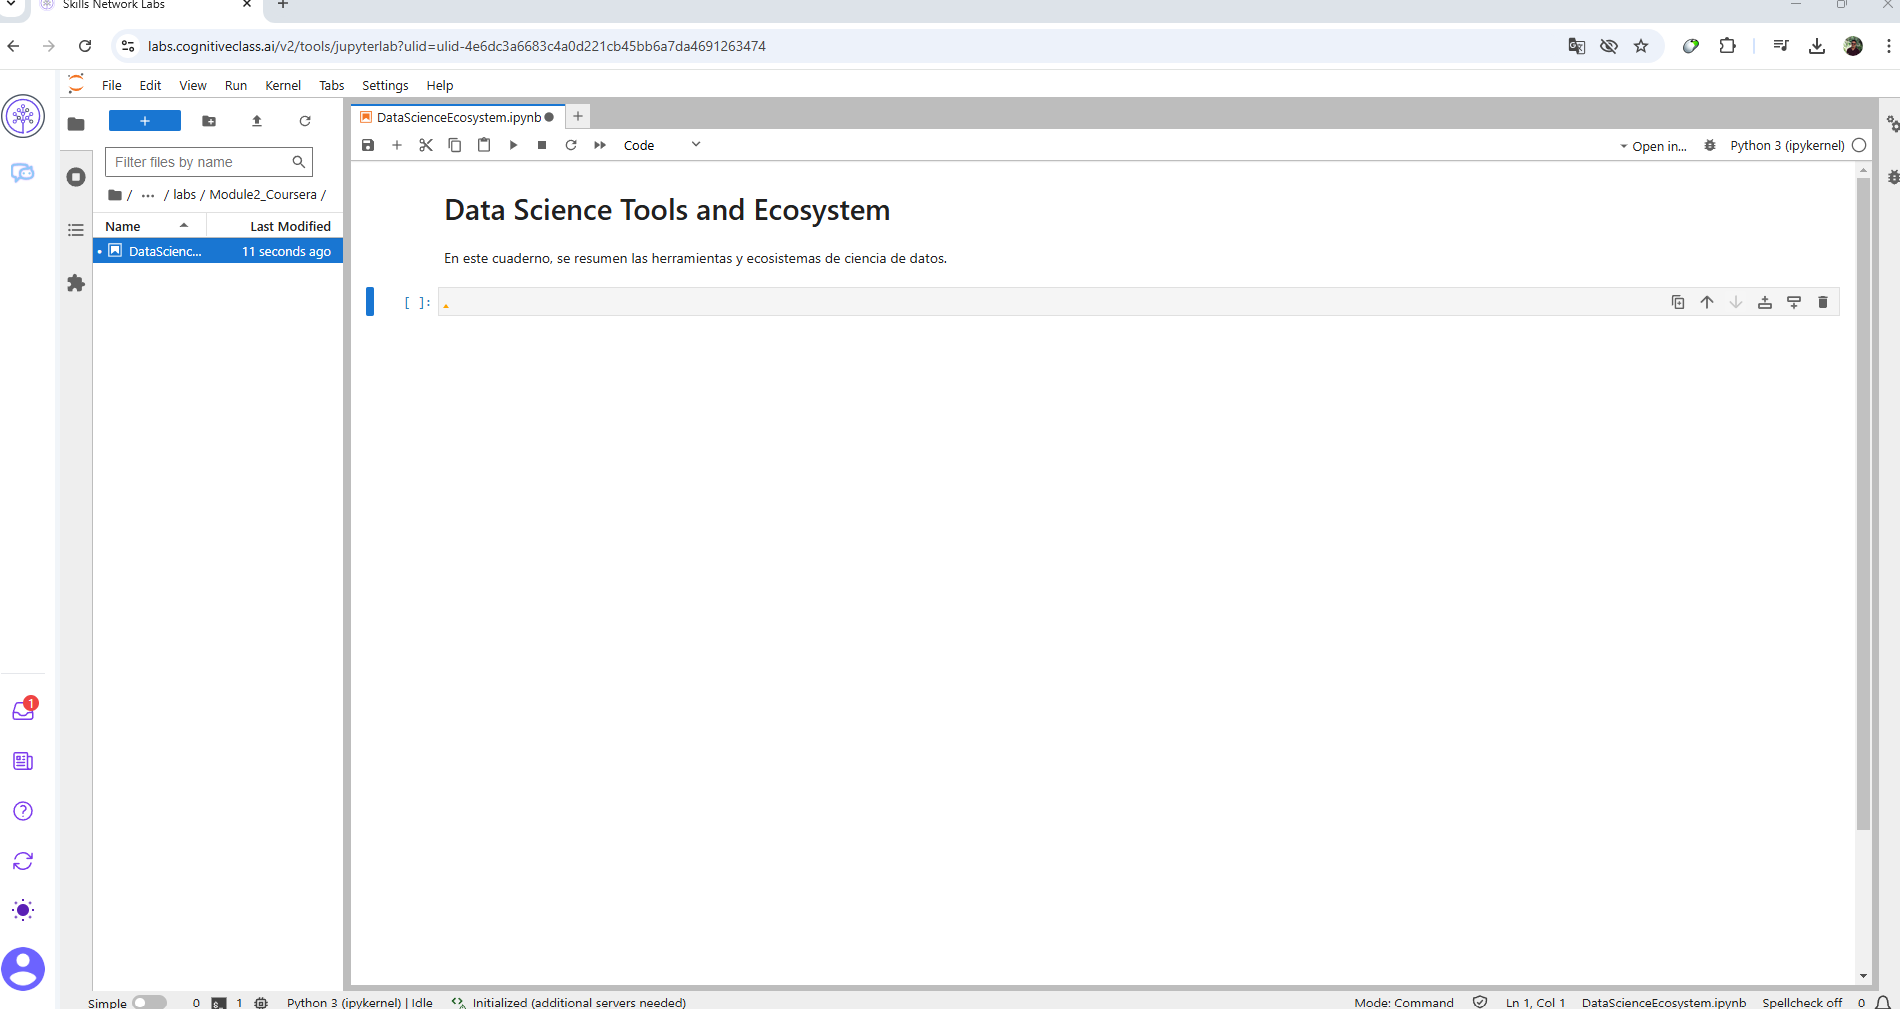 Skills Network Labs
labs.cognitiveclass.ai/v2/tools/jupyterlab?ulid=ulid-4e6dc3a6683c4a0d221cb45bb6a7da4691263474
File Edit View Run Kernel Tabs Settings Help
DataScienceEcosystem.ipynb
Filter files by name
Code
Open in...
Python 3 (ipykernel)
/ ... / labs / Module2_Coursera /
Name Last Modified
DataScienc... 11 seconds ago
Data Science Tools and Ecosystem
En este cuaderno, se resumen las herramientas y ecosistemas de ciencia de datos.
[ ]:
1
Simple 0 1 Python 3 (ipykernel) | Idle Initialized (additional servers needed) Mode: Command Ln 1, Col 1 DataScienceEcosystem.ipynb Spellcheck off 0